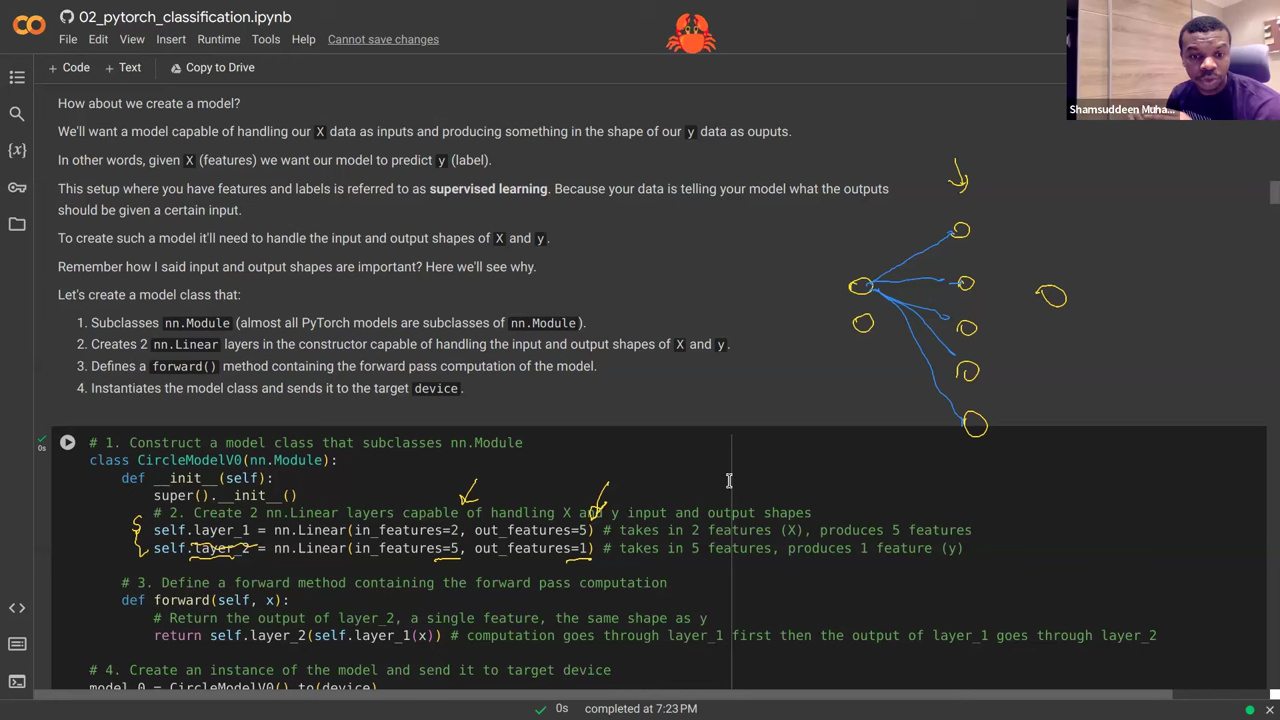 02_pytorch_classification.ipynb
File Edit View Insert Runtime Tools Help Cannot save changes
+ Code + Text Copy to Drive
Shamsuddeen Muha...
How about we create a model?
We'll want a model capable of handling our X data as inputs and producing something in the shape of our y data as ouputs.
In other words, given X (features) we want our model to predict y (label).
This setup where you have features and labels is referred to as supervised learning. Because your data is telling your model what the outputs
should be given a certain input.
To create such a model it'll need to handle the input and output shapes of X and y.
Remember how I said input and output shapes are important? Here we'll see why.
Let's create a model class that:
1. Subclasses nn.Module (almost all PyTorch models are subclasses of nn.Module).
2. Creates 2 nn.Linear layers in the constructor capable of handling the input and output shapes of X and y.
3. Defines a forward() method containing the forward pass computation of the model.
4. Instantiates the model class and sends it to the target device.
0s
# 1. Construct a model class that subclasses nn.Module
class CircleModelV0(nn.Module):
def __init__(self):
super().__init__()
# 2. Create 2 nn.Linear layers capable of handling X and y input and output shapes
self.layer_1 = nn.Linear(in_features=2, out_features=5) # takes in 2 features (X), produces 5 features
self.layer_2 = nn.Linear(in_features=5, out_features=1) # takes in 5 features, produces 1 feature (y)
# 3. Define a forward method containing the forward pass computation
def forward(self, x):
# Return the output of layer_2, a single feature, the same shape as y
return self.layer_2(self.layer_1(x)) # computation goes through layer_1 first then the output of layer_1 goes through layer_2
# 4. Create an instance of the model and send it to target device
model_0 = CircleModelV0().to(device)
0s completed at 7:23 PM